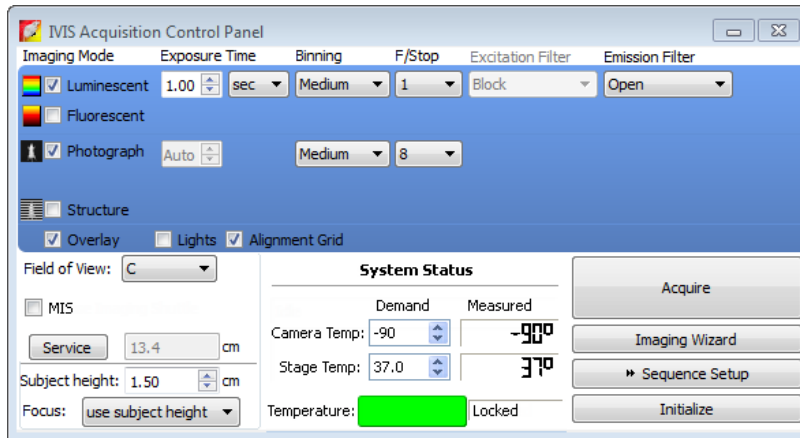 IVIS Acquisition Control Panel
Imaging Mode Exposure Time Binning F/Stop Excitation Filter Emission Filter
Luminescent 1.00 sec Medium 1 Block Open
Fluorescent
Photograph Auto Medium 8
Structure
Overlay Lights Alignment Grid
Field of View: C
MIS
Service 13.4 cm
Subject height: 1.50 cm
Focus: use subject height
System Status
Demand Measured
Camera Temp: -90 -90º
Stage Temp: 37.0 37º
Temperature: Locked
Acquire
Imaging Wizard
Sequence Setup
Initialize